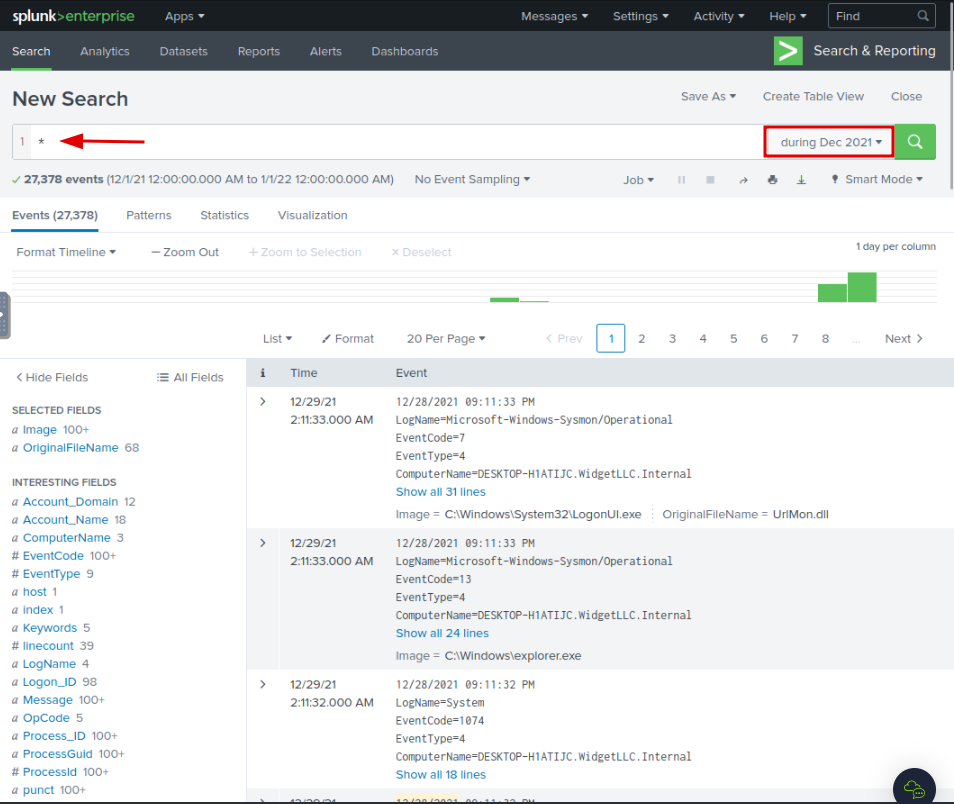 splunk>enterprise Apps Messages Settings Activity Help Find
Search Analytics Datasets Reports Alerts Dashboards Search & Reporting
New Search Save As Create Table View Close
1 * during Dec 2021
27,378 events (12/1/21 12:00:00.000 AM to 1/1/22 12:00:00.000 AM) No Event Sampling Job Smart Mode
Events (27,378) Patterns Statistics Visualization
Format Timeline — Zoom Out + Zoom to Selection × Deselect 1 day per column
List Format 20 Per Page < Prev 1 2 3 4 5 6 7 8 ... Next >
< Hide Fields All Fields
SELECTED FIELDS
a Image 100+
a OriginalFileName 68
INTERESTING FIELDS
a Account_Domain 12
a Account_Name 18
a ComputerName 3
# EventCode 100+
# EventType 9
a host 1
a index 1
a Keywords 5
# linecount 39
a LogName 4
a Logon_ID 98
a Message 100+
a OpCode 5
a Process_ID 100+
a ProcessGuid 100+
# ProcessId 100+
a punct 100+
i Time Event
> 12/29/21 12/28/2021 09:11:33 PM
2:11:33.000 AM LogName=Microsoft-Windows-Sysmon/Operational
EventCode=7
EventType=4
ComputerName=DESKTOP-H1ATIJC.WidgetLLC.Internal
Show all 31 lines
Image = C:\Windows\System32\LogonUI.exe OriginalFileName = UrlMon.dll
> 12/29/21 12/28/2021 09:11:33 PM
2:11:33.000 AM LogName=Microsoft-Windows-Sysmon/Operational
EventCode=13
EventType=4
ComputerName=DESKTOP-H1ATIJC.WidgetLLC.Internal
Show all 24 lines
Image = C:\Windows\explorer.exe
> 12/29/21 12/28/2021 09:11:32 PM
2:11:32.000 AM LogName=System
EventCode=1074
EventType=4
ComputerName=DESKTOP-H1ATIJC.WidgetLLC.Internal
Show all 18 lines